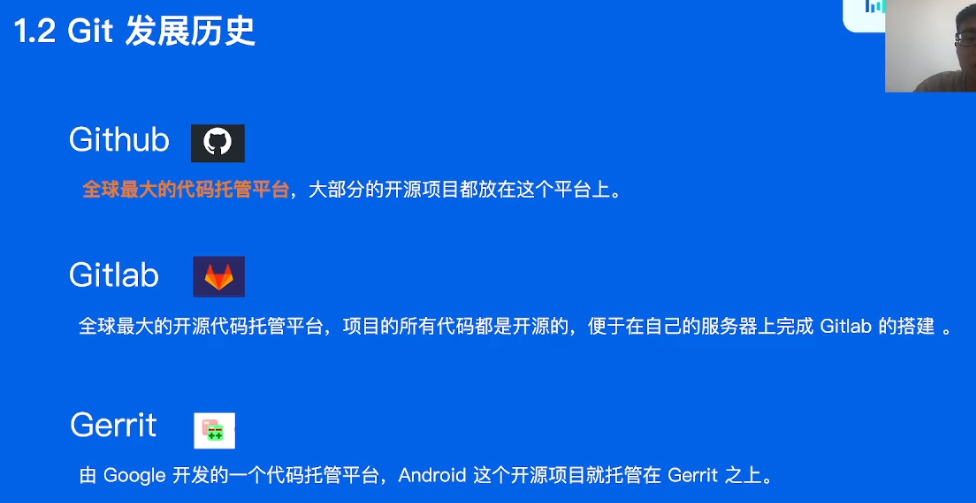 1.2 Git 发展历史
Github
全球最大的代码托管平台，大部分的开源项目都放在这个平台上。
Gitlab
全球最大的开源代码托管平台，项目的所有代码都是开源的，便于在自己的服务器上完成 Gitlab 的搭建 。
Gerrit
由 Google 开发的一个代码托管平台，Android 这个开源项目就托管在 Gerrit 之上。